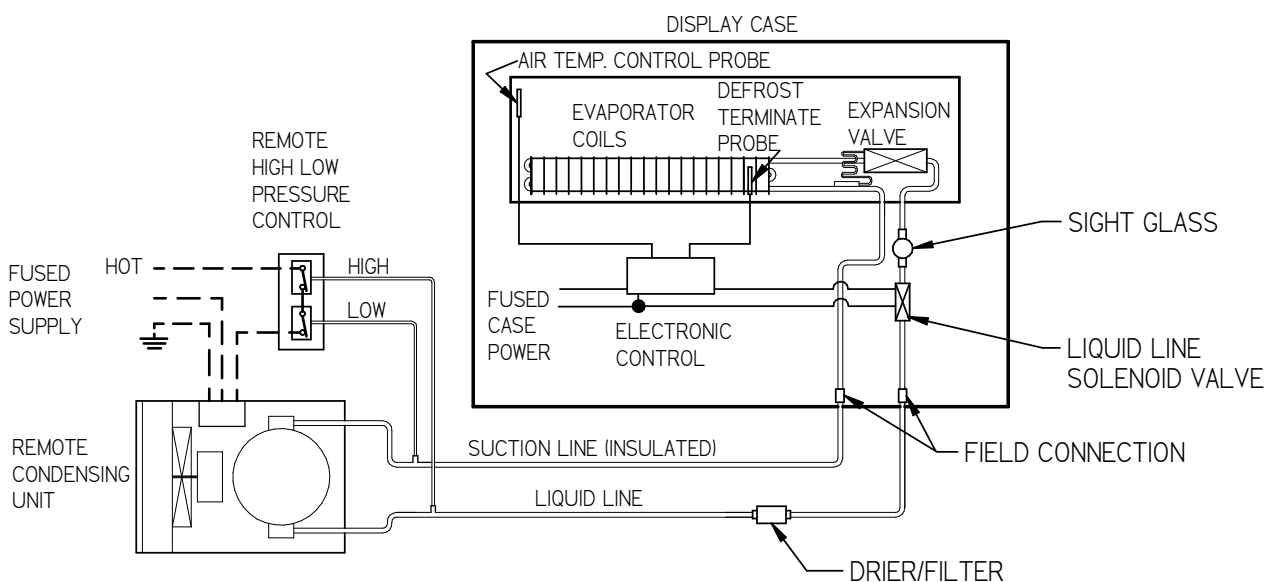 DISPLAY CASE
AIR TEMP. CONTROL PROBE
EVAPORATOR
COILS
DEFROST
TERMINATE
PROBE
EXPANSION
VALVE
REMOTE
HIGH LOW
PRESSURE
CONTROL
SIGHT GLASS
FUSED
POWER
SUPPLY
HOT
HIGH
LOW
FUSED
CASE
POWER
ELECTRONIC
CONTROL
LIQUID LINE
SOLENOID VALVE
REMOTE
CONDENSING
UNIT
SUCTION LINE (INSULATED)
FIELD CONNECTION
LIQUID LINE
DRIER/FILTER